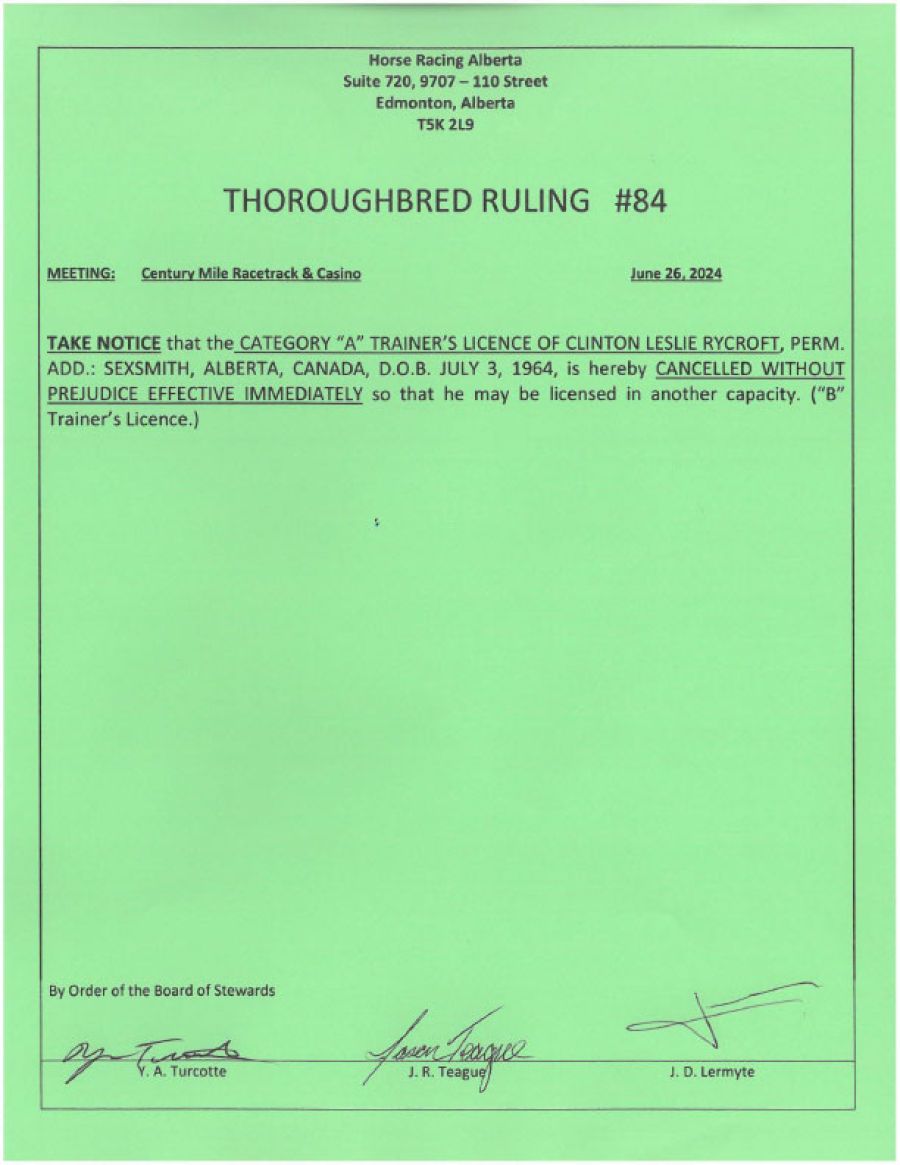 Horse Racing Alberta
Suite 720, 9707 – 110 Street
Edmonton, Alberta
T5K 2L9
THOROUGHBRED RULING #84
MEETING: Century Mile Racetrack & Casino June 26, 2024
TAKE NOTICE that the CATEGORY “A” TRAINER’S LICENCE OF CLINTON LESLIE RYCROFT, PERM.
ADD.: SEXSMITH, ALBERTA, CANADA, D.O.B. JULY 3, 1964, is hereby CANCELLED WITHOUT
PREJUDICE EFFECTIVE IMMEDIATELY so that he may be licensed in another capacity. (“B”
Trainer’s Licence.)
By Order of the Board of Stewards
Jason Teague
Y. A. Turcotte J. R. Teague J. D. Lermyte